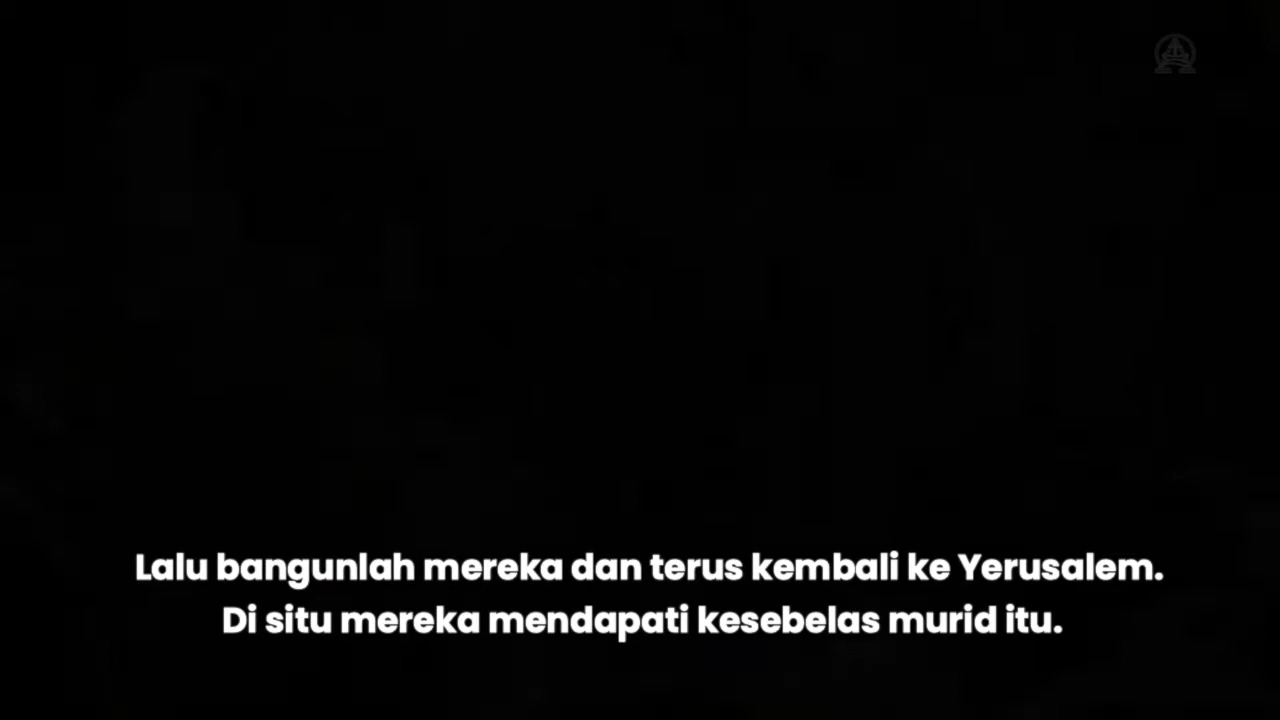 Lalu bangunlah mereka dan terus kembali ke Yerusalem.
Di situ mereka mendapati kesebelas murid itu.